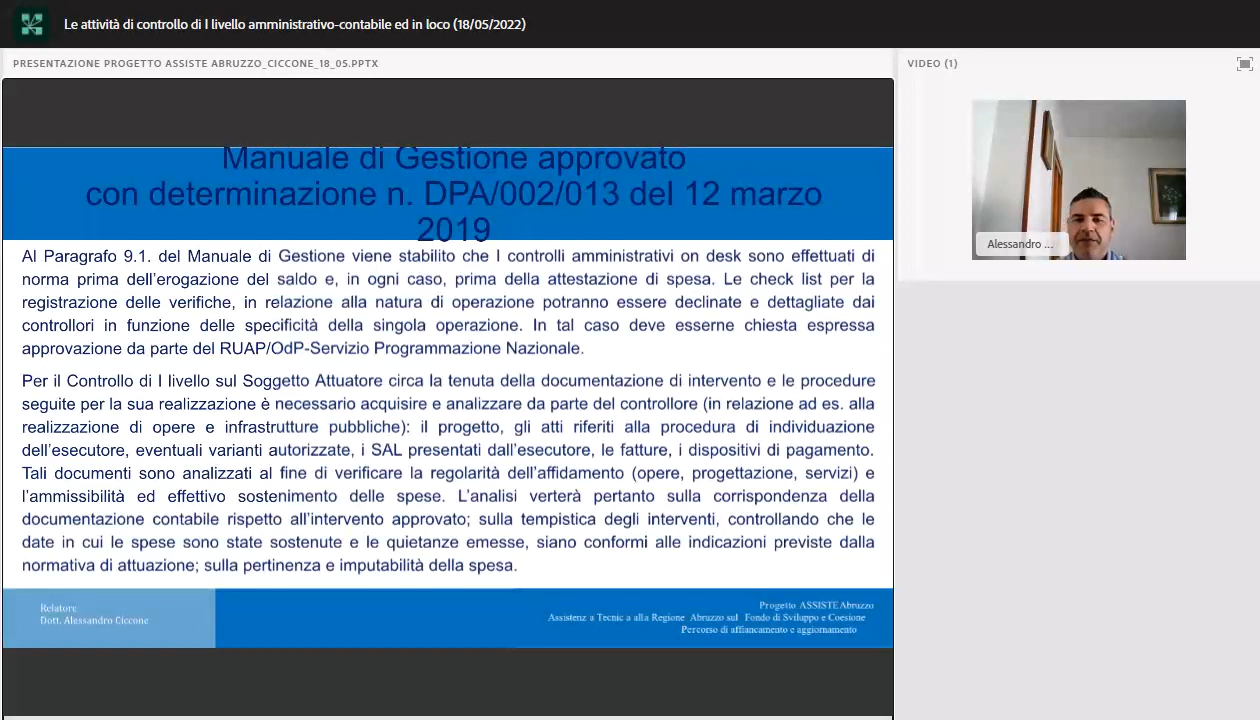 Le attività di controllo di I livello amministrativo-contabile ed in loco (18/05/2022)
PRESENTAZIONE PROGETTO ASSISTE ABRUZZO_CICCONE_18_05.PPTX
VIDEO (1)
Manuale di Gestione approvato
con determinazione n. DPA/002/013 del 12 marzo
2019
Al Paragrafo 9.1. del Manuale di Gestione viene stabilito che I controlli amministrativi on desk sono effettuati di
norma prima dell'erogazione del saldo e, in ogni caso, prima della attestazione di spesa. Le check list per la
registrazione delle verifiche, in relazione alla natura di operazione potranno essere declinate e dettagliate dai
controllori in funzione delle specificità della singola operazione. In tal caso deve esserne chiesta espressa
approvazione da parte del RUAP/OdP-Servizio Programmazione Nazionale.
Per il Controllo di I livello sul Soggetto Attuatore circa la tenuta della documentazione di intervento e le procedure
seguite per la sua realizzazione è necessario acquisire e analizzare da parte del controllore (in relazione ad es. alla
realizzazione di opere e infrastrutture pubbliche): il progetto, gli atti riferiti alla procedura di individuazione
dell'esecutore, eventuali varianti autorizzate, i SAL presentati dall'esecutore, le fatture, i dispositivi di pagamento.
Tali documenti sono analizzati al fine di verificare la regolarità dell'affidamento (opere, progettazione, servizi) e
l'ammissibilità ed effettivo sostenimento delle spese. L'analisi verterà pertanto sulla corrispondenza della
documentazione contabile rispetto all'intervento approvato; sulla tempistica degli interventi, controllando che le
date in cui le spese sono state sostenute e le quietanze emesse, siano conformi alle indicazioni previste dalla
normativa di attuazione; sulla pertinenza e imputabilità della spesa.
Alessandro ...
Relatore
Dott. Alessandro Ciccone
Progetto ASSISTE Abruzzo
Assistenz a Tecnic a alla Regione Abruzzo sul Fondo di Sviluppo e Coesione
Percorso di affiancamento e aggiornamento